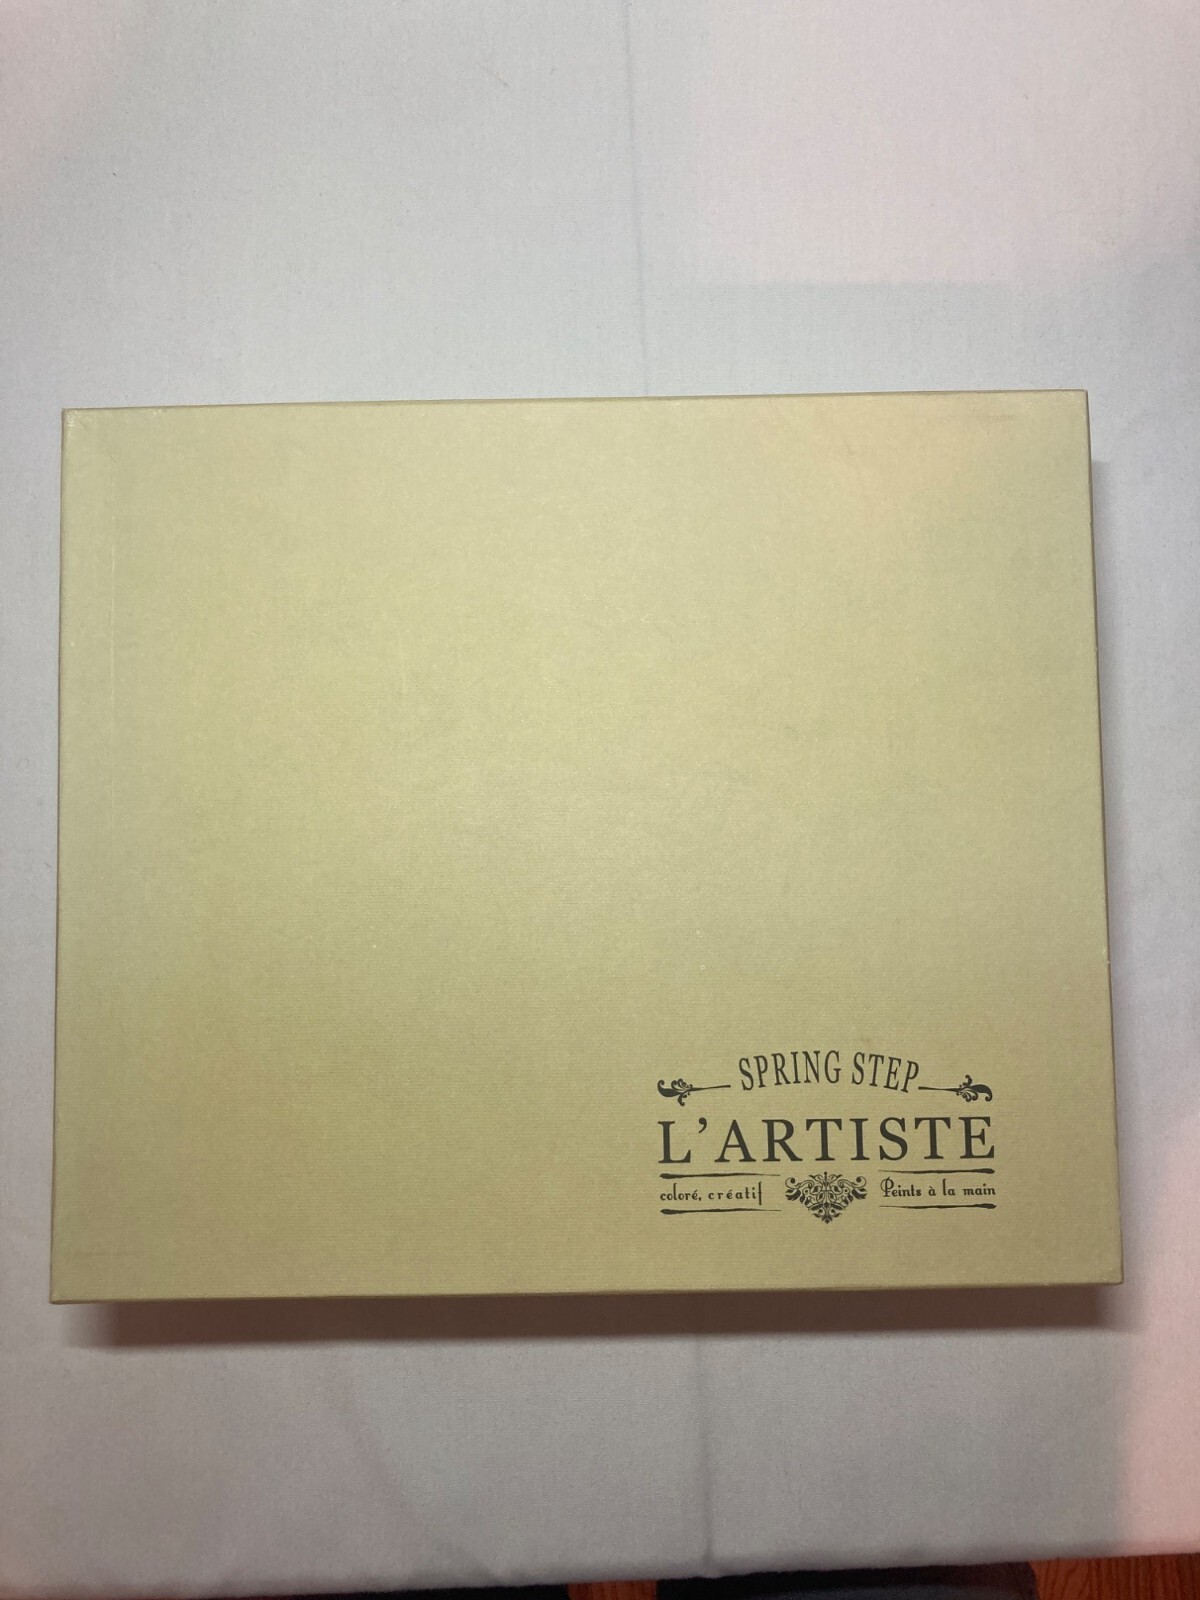 SPRING STEP
L’ARTISTE
coloré, créatif Peints à la main